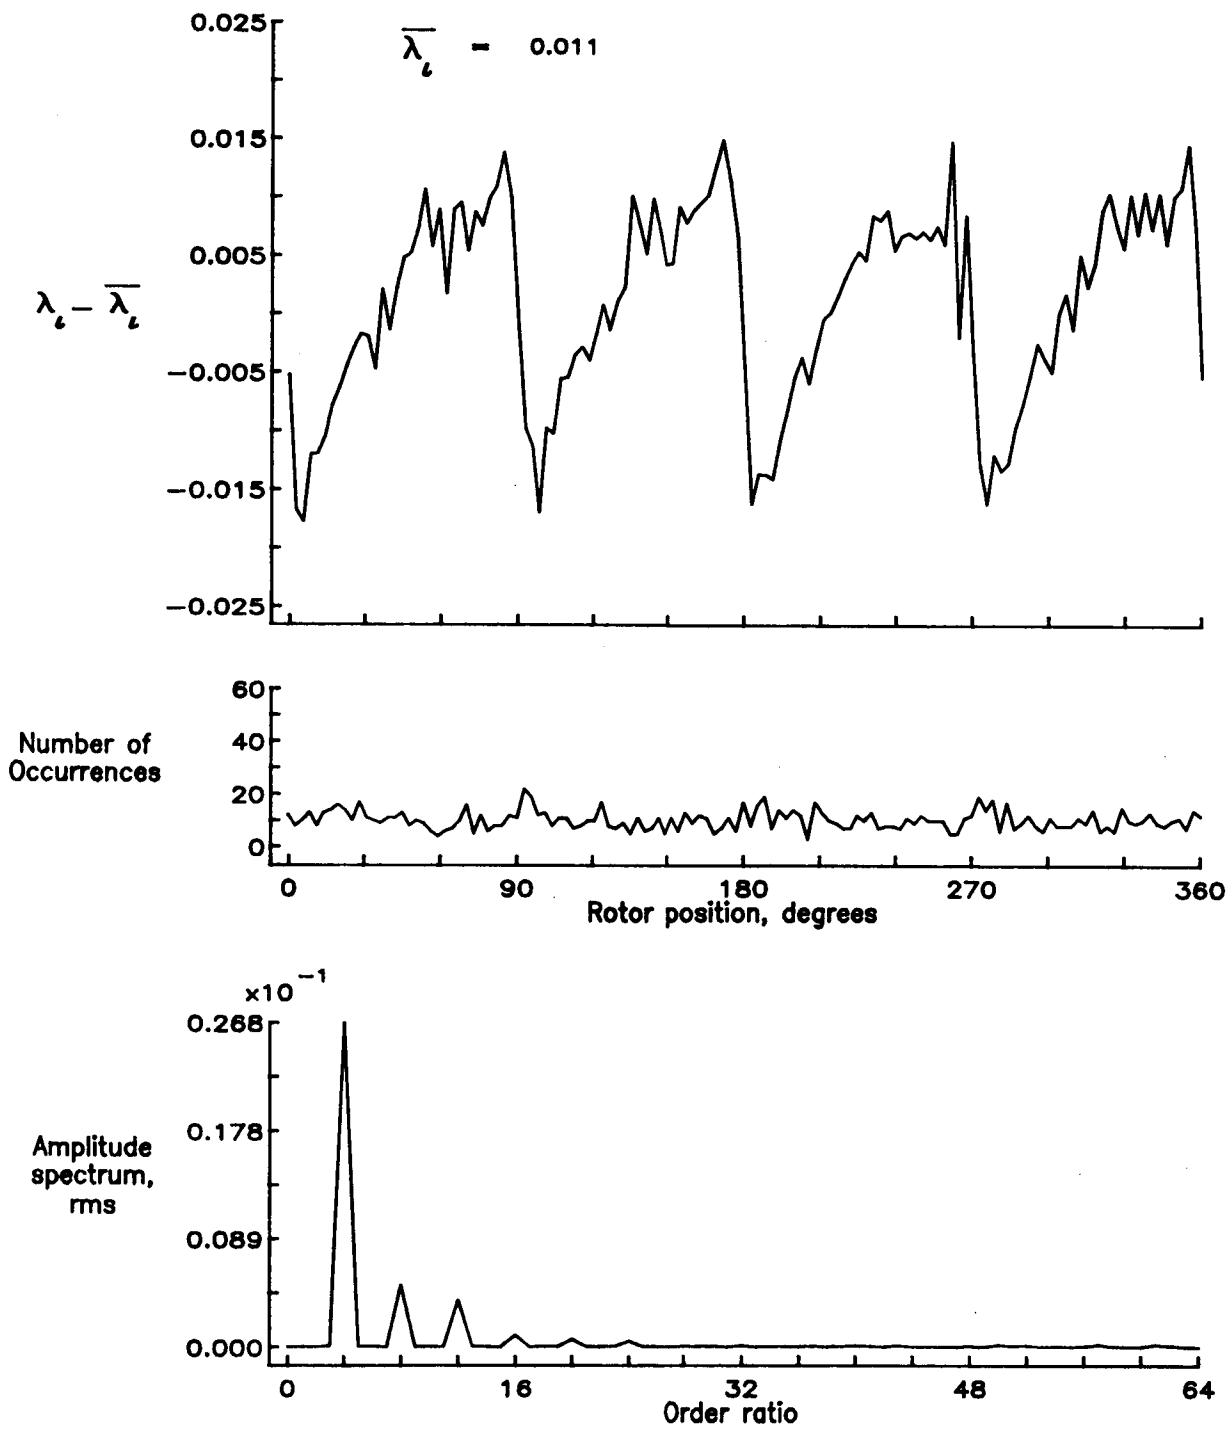 0.025
λ̅ᵢ = 0.011
0.015
0.005
λᵢ – λ̅ᵢ
−0.005
−0.015
−0.025
60
Number of
40
Occurrences
20
0
0 90 180 270 360
Rotor position, degrees
×10⁻¹
0.268
0.178
Amplitude
spectrum,
rms
0.089
0.000
0 16 32 48 64
Order ratio